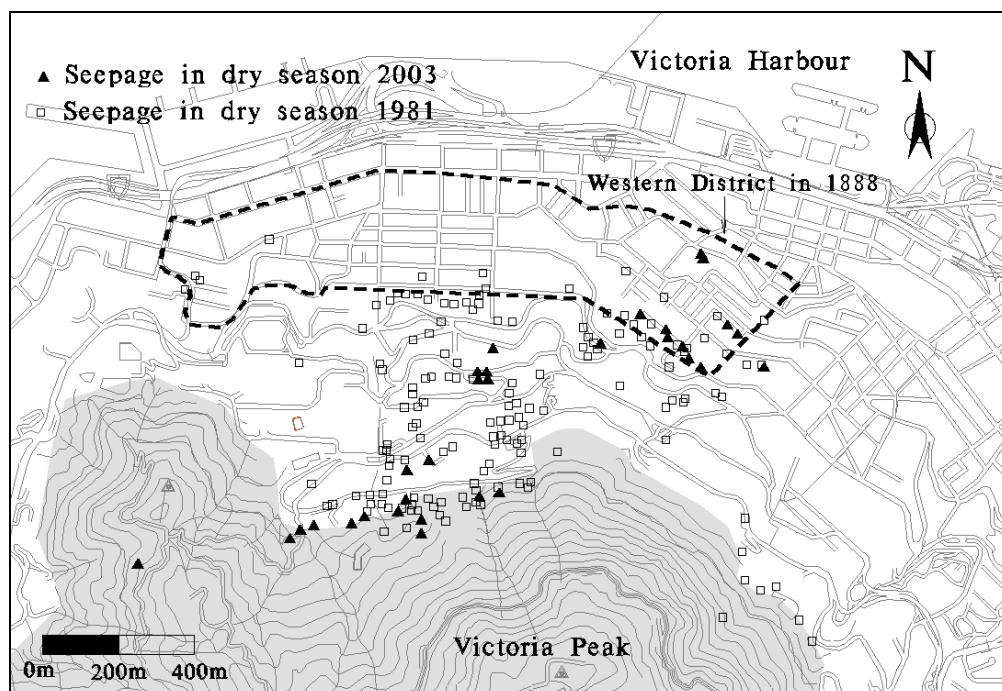 ▲ Seepage in dry season 2003
□ Seepage in dry season 1981
Victoria Harbour
N
Western District in 1888
Victoria Peak
0m 200m 400m